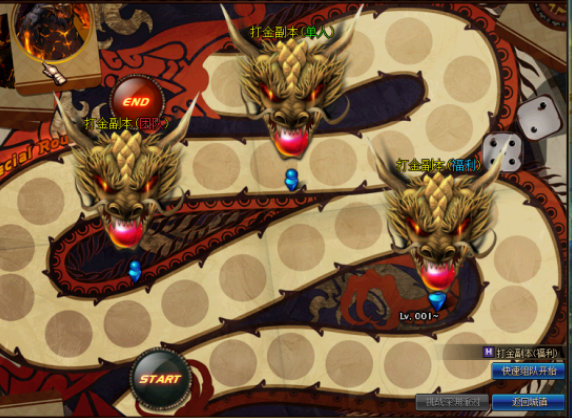 打金副本(单人)
END
打金副本(团队)
打金副本(福利)
Lv. 001~
H 打金副本(福利)
快速组队开始
START
返回城镇